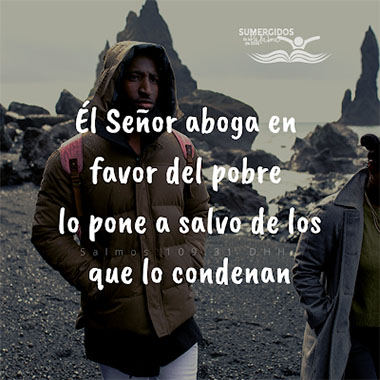 SUMERGIDOS
Él Señor aboga en
favor del pobre
lo pone a salvo de los
Salmos 109:31 DHH
que lo condenan